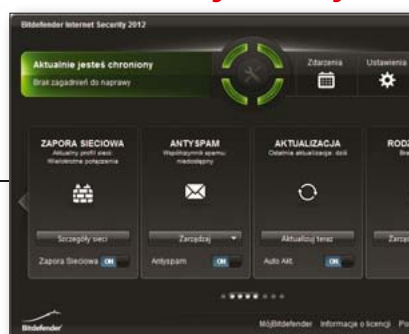 Bitdefender Internet Security 2012
Aktualnie jesteś chroniony
Brak zagadnień do naprawy
Zdarzenia
Ustawienia
ZAPORA SIECIOWA
Aktualny profil sieci:
Wielokrotne połączenia
Szczegóły sieci
Zapora Sieciowa ON
ANTYSPAM
Współczynnik spamu:
niedostępny
Zarządzaj
Antyspam ON
AKTUALIZACJA
Ostatnia aktualizacja: dziś
Aktualizuj teraz
Auto Akt. ON
Bitdefender
MójBitdefender Informacje o licencji